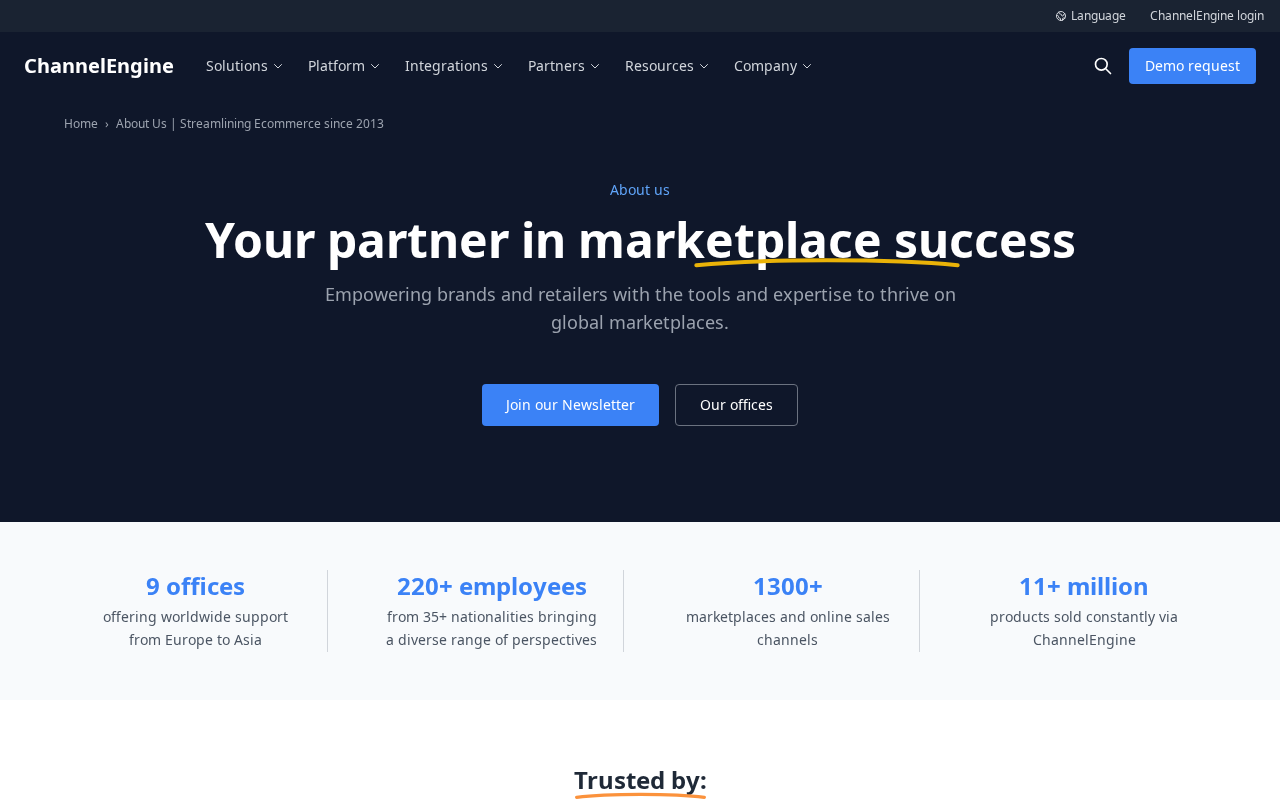 Language
ChannelEngine login
ChannelEngine
Solutions
Platform
Integrations
Partners
Resources
Company
Demo request
Home › About Us | Streamlining Ecommerce since 2013
About us
Your partner in marketplace success
Empowering brands and retailers with the tools and expertise to thrive on
global marketplaces.
Join our Newsletter
Our offices
9 offices
offering worldwide support
from Europe to Asia
220+ employees
from 35+ nationalities bringing
a diverse range of perspectives
1300+
marketplaces and online sales
channels
11+ million
products sold constantly via
ChannelEngine
Trusted by: